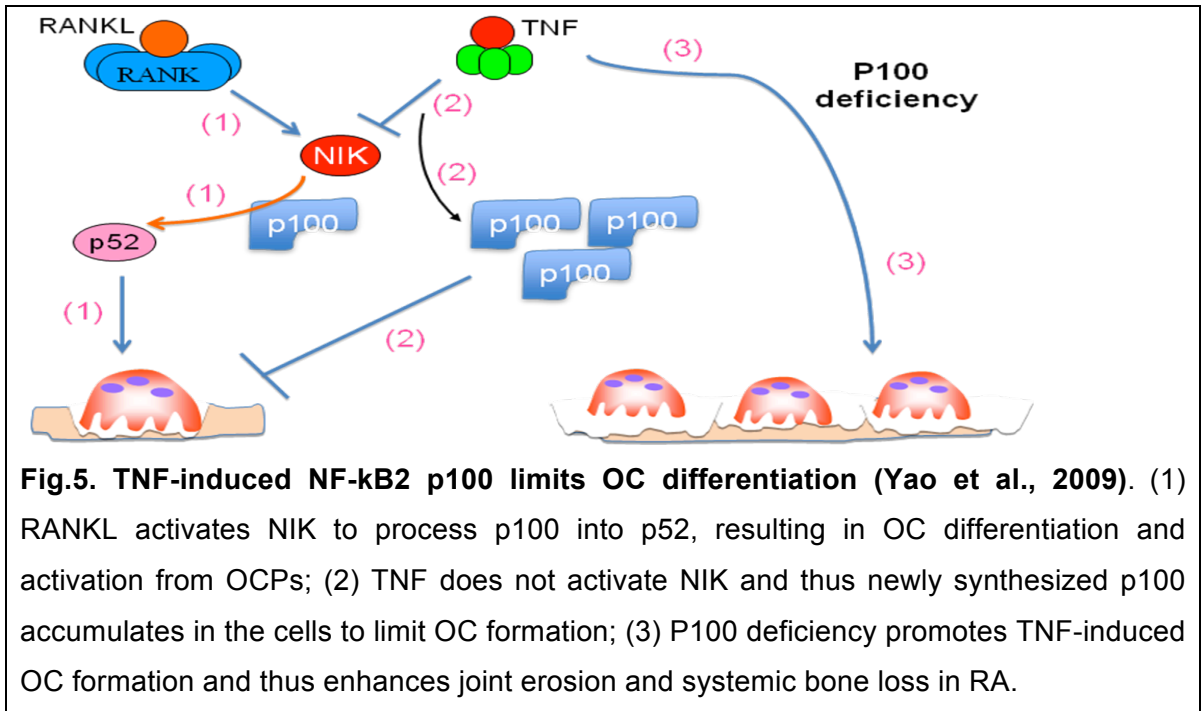 RANKL
RANK
TNF
(3)
P100
deficiency
(1)
(2)
NIK
(2)
(1)
p100
p100
p100
p52
p100
(3)
(1)
(2)
Fig.5. TNF-induced NF-kB2 p100 limits OC differentiation (Yao et al., 2009). (1)
RANKL activates NIK to process p100 into p52, resulting in OC differentiation and
activation from OCPs; (2) TNF does not activate NIK and thus newly synthesized p100
accumulates in the cells to limit OC formation; (3) P100 deficiency promotes TNF-induced
OC formation and thus enhances joint erosion and systemic bone loss in RA.